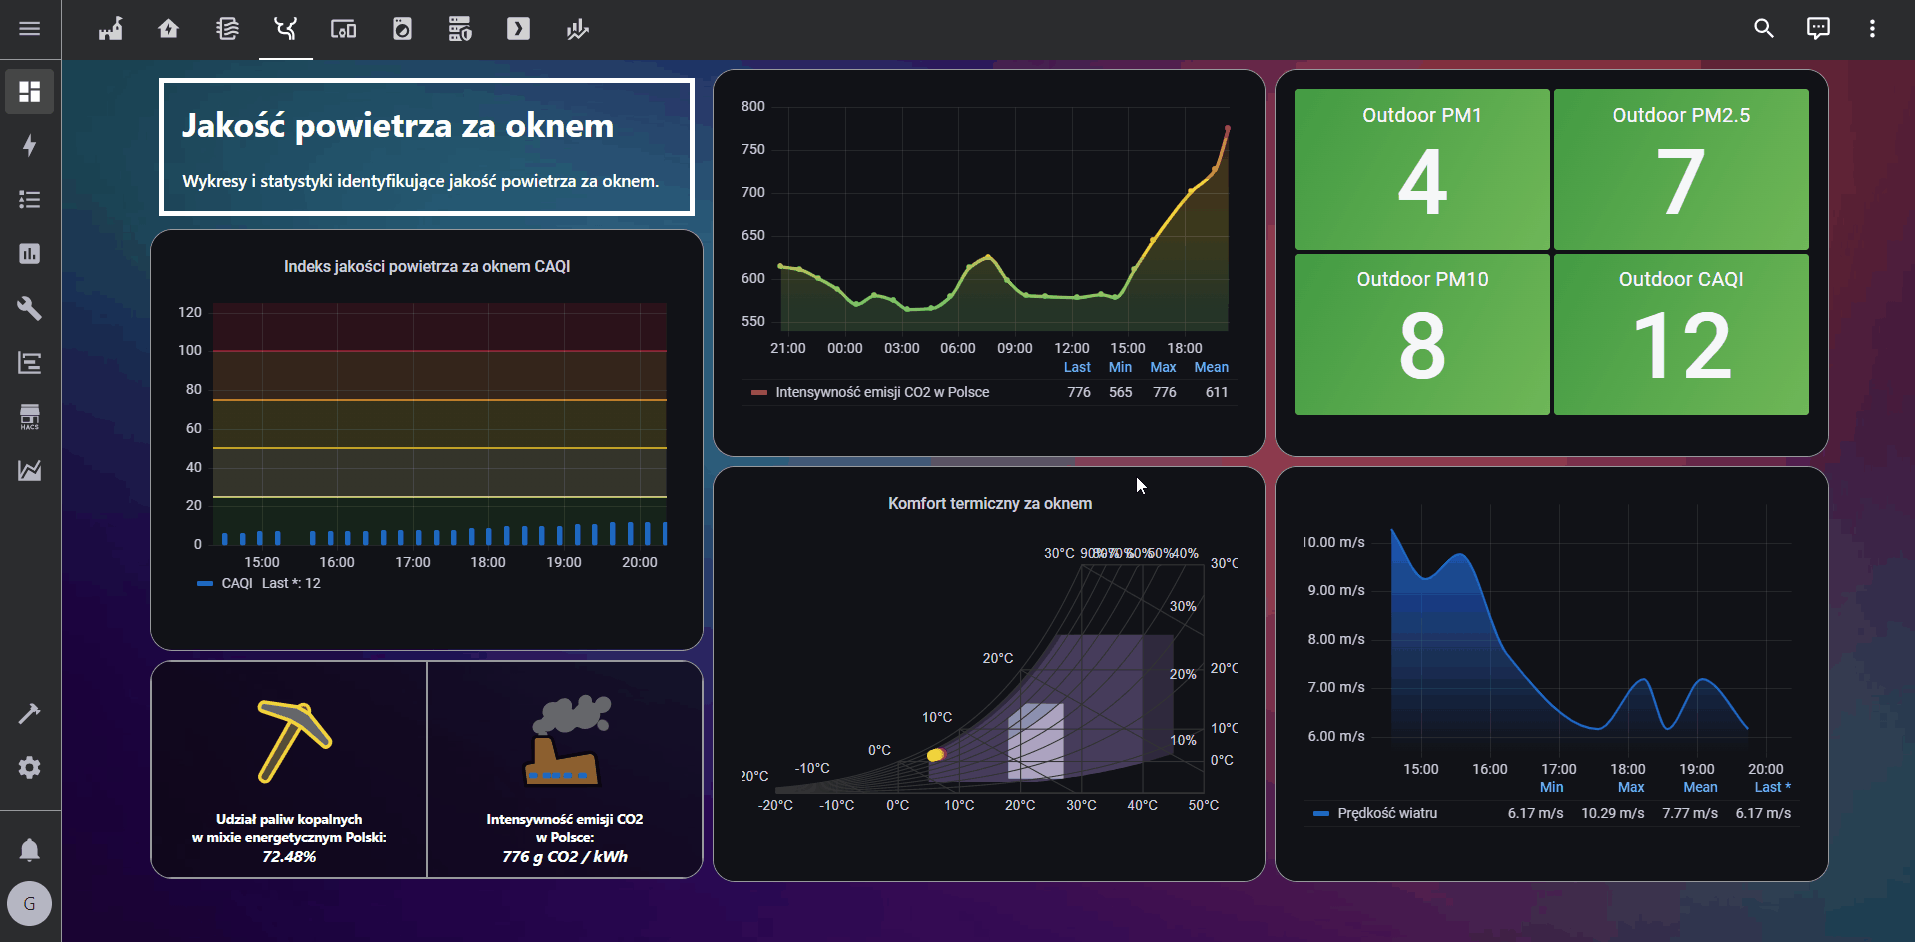 HACS
G
Jakość powietrza za oknem
Wykresy i statystyki identyfikujące jakość powietrza za oknem.
Indeks jakości powietrza za oknem CAQI
120
100
80
60
40
20
0
15:00 16:00 17:00 18:00 19:00 20:00
CAQI Last *: 12
Udział paliw kopalnych
w mixie energetycznym Polski:
72.48%
Intensywność emisji CO2
w Polsce:
776 g CO2 / kWh
800
750
700
650
600
550
21:00 00:00 03:00 06:00 09:00 12:00 15:00 18:00
Last Min Max Mean
Intensywność emisji CO2 w Polsce 776 565 776 611
Komfort termiczny za oknem
30°C 90% 80% 70% 60% 50% 40% 30°C
30%
20°C 20°C
20%
10°C 10°C
10%
0°C 0°C
-10°C
20°C
-20°C -10°C 0°C 10°C 20°C 30°C 40°C 50°C
Outdoor PM1
4
Outdoor PM2.5
7
Outdoor PM10
8
Outdoor CAQI
12
10.00 m/s
9.00 m/s
8.00 m/s
7.00 m/s
6.00 m/s
15:00 16:00 17:00 18:00 19:00 20:00
Min Max Mean Last *
Prędkość wiatru 6.17 m/s 10.29 m/s 7.77 m/s 6.17 m/s